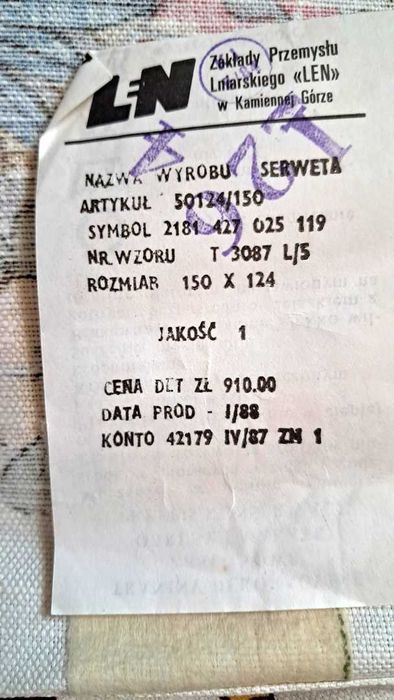 LEN
Zakłady Przemysłu
Lniarskiego «LEN»
w Kamiennej Górze
NAZWA WYROBU SERWETA
ARTYKUŁ 50124/150
SYMBOL 2181 427 025 119
NR. WZORU T 3087 L/5
ROZMIAR 150 X 124
JAKOŚĆ 1
CENA DET ZŁ 910.00
DATA PROD - I/88
KONTO 42179 IV/87 ZN 1